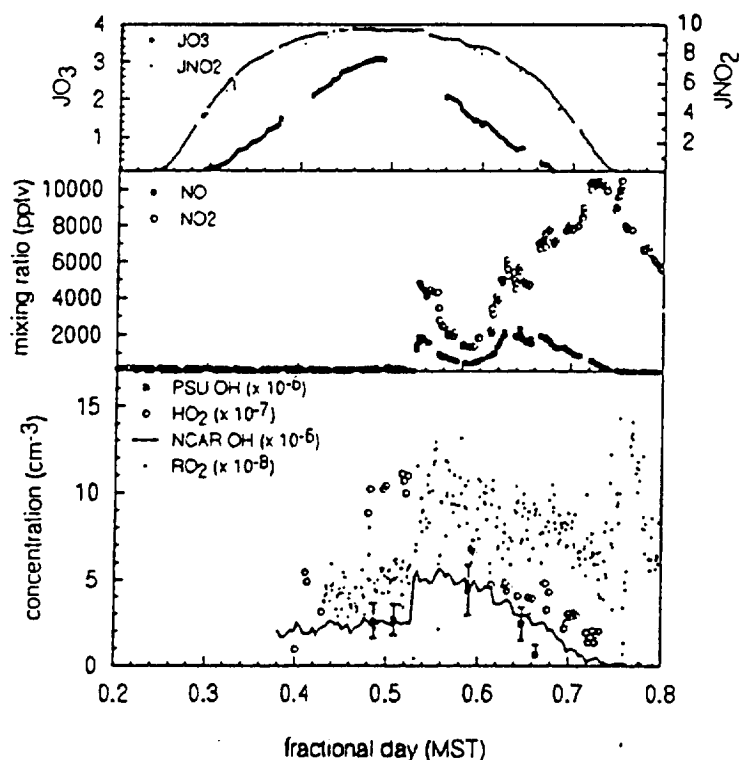 4
3
2
1
JO3
JO3
JNO2
10
8
6
4
2
JNO2
10000
8000
6000
4000
2000
mixing ratio (pptv)
NO
NO2
PSU OH (x 10-6)
HO2 (x 10-7)
NCAR OH (x 10-6)
RO2 (x 10-8)
15
10
5
0
concentration (cm-3)
0.2 0.3 0.4 0.5 0.6 0.7 0.8
fractional day (MST)